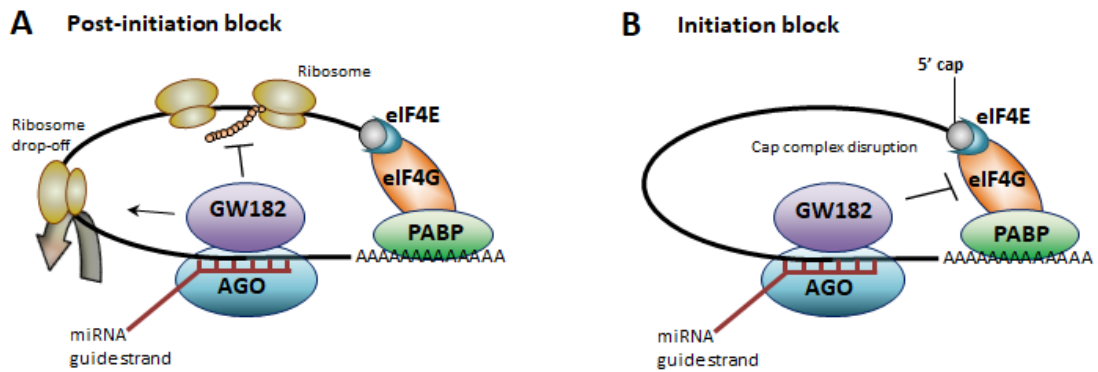 A Post-initiation block
Ribosome
Ribosome
drop-off
eIF4E
eIF4G
GW182
PABP
AAAAAAAAAAAAA
AGO
miRNA
guide strand
B Initiation block
5' cap
eIF4E
Cap complex disruption
eIF4G
GW182
PABP
AAAAAAAAAAAAA
AGO
miRNA
guide strand